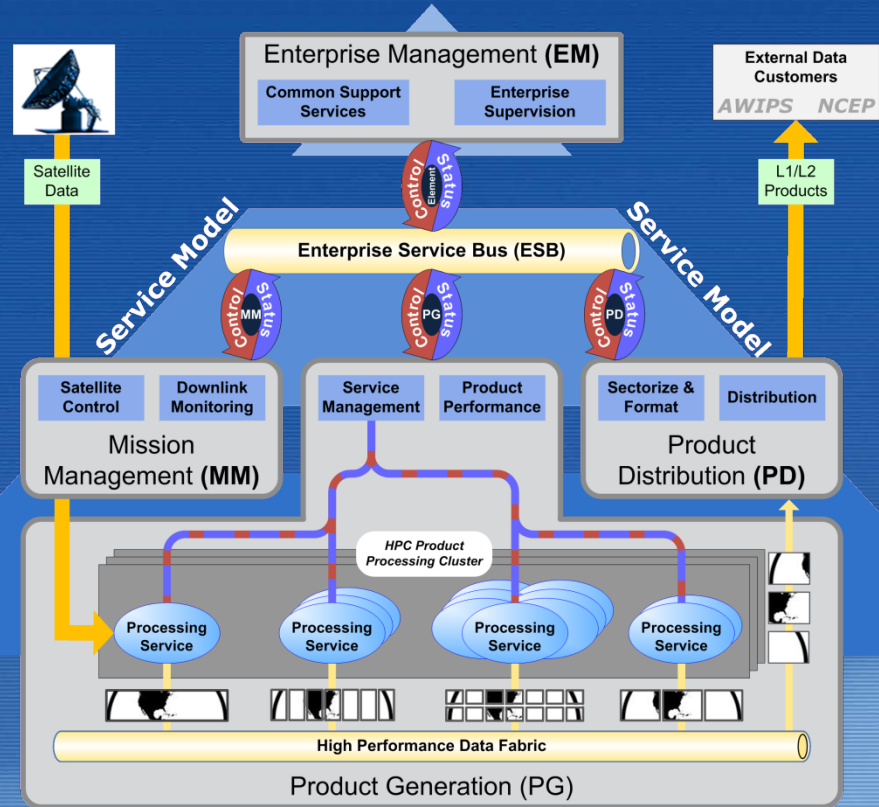 Enterprise Management (EM)
Common Support
Services
Enterprise
Supervision
External Data
Customers
AWIPS NCEP
Satellite
Data
L1/L2
Products
Control
Element
Status
Service Model
Service Model
Enterprise Service Bus (ESB)
Control
MM
Status
Control
PG
Status
Control
PD
Status
Satellite
Control
Downlink
Monitoring
Mission
Management (MM)
Service
Management
Product
Performance
Sectorize &
Format
Distribution
Product
Distribution (PD)
HPC Product
Processing Cluster
Processing
Service
Processing
Service
Processing
Service
Processing
Service
High Performance Data Fabric
Product Generation (PG)